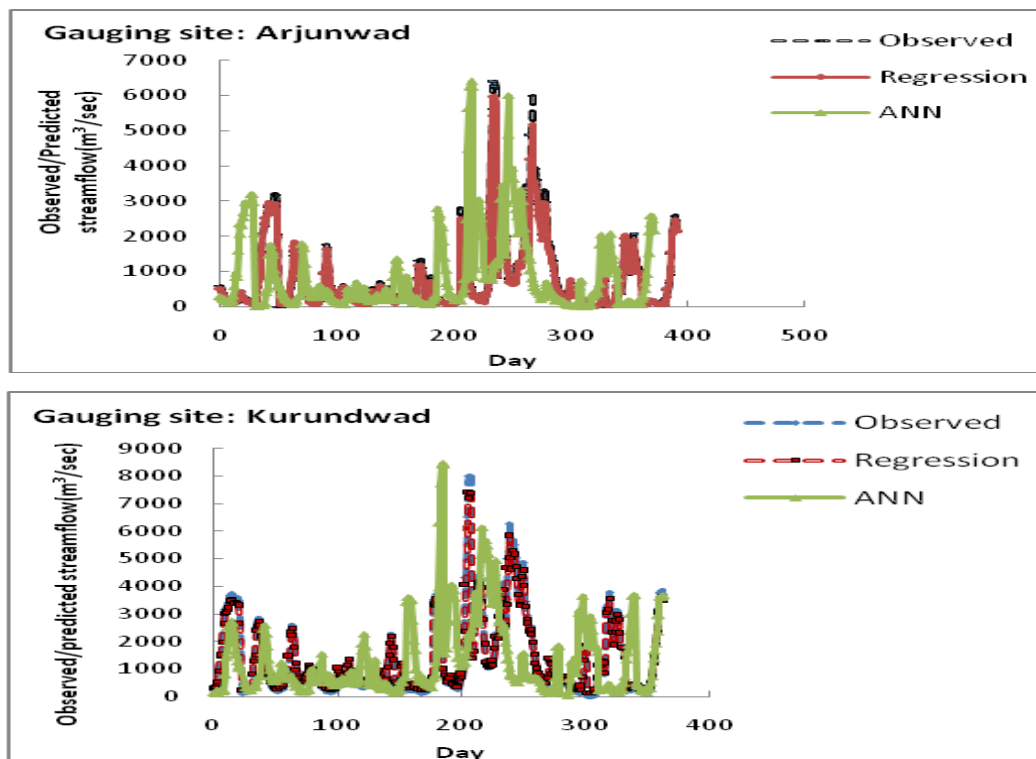 Gauging site: Arjunwad
Observed
Regression
ANN
Observed/Predicted
streamflow(m³/sec)
7000
6000
5000
4000
3000
2000
1000
0
0 100 200 300 400 500
Day
Gauging site: Kurundwad
Observed
Regression
ANN
Observed/predicted streamflow(m³/sec)
9000
8000
7000
6000
5000
4000
3000
2000
1000
0
0 100 200 300 400
Day